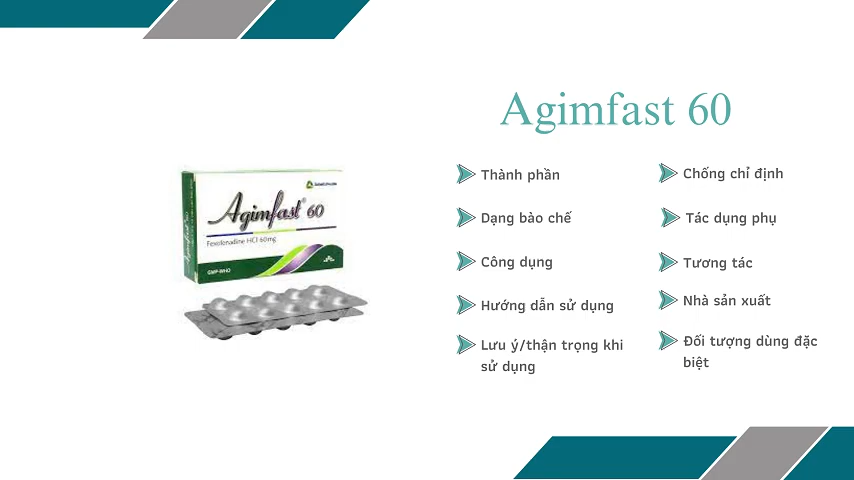 Agimfast 60
Agimfast® 60
Fexofenadine HCl 60mg
GMP-WHO
Thành phần
Dạng bào chế
Công dụng
Hướng dẫn sử dụng
Lưu ý/thận trọng khi
sử dụng
Chống chỉ định
Tác dụng phụ
Tương tác
Nhà sản xuất
Đối tượng dùng đặc
biệt